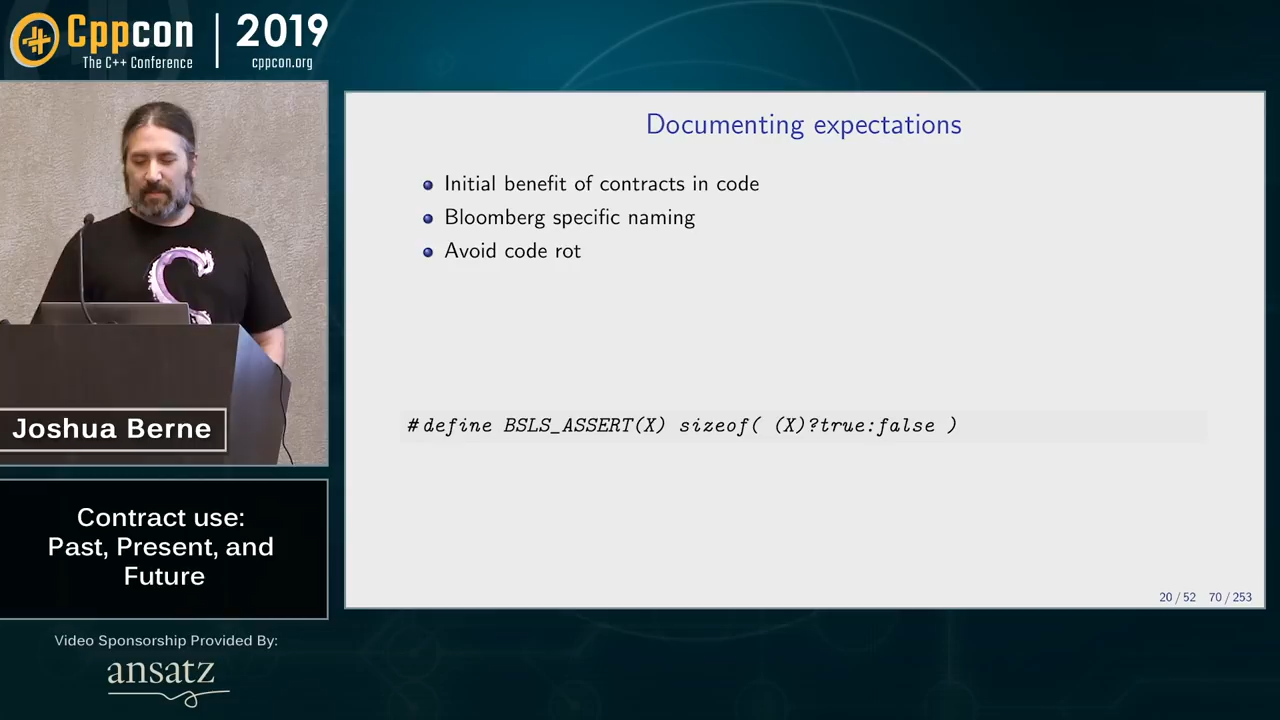 Cppcon | 2019
The C++ Conference cppcon.org
Documenting expectations
Initial benefit of contracts in code
Bloomberg specific naming
Avoid code rot
#define BSLS_ASSERT(X) sizeof( (X)?true:false )
20 / 52 70 / 253
Joshua Berne
Contract use:
Past, Present, and
Future
Video Sponsorship Provided By:
ansatz